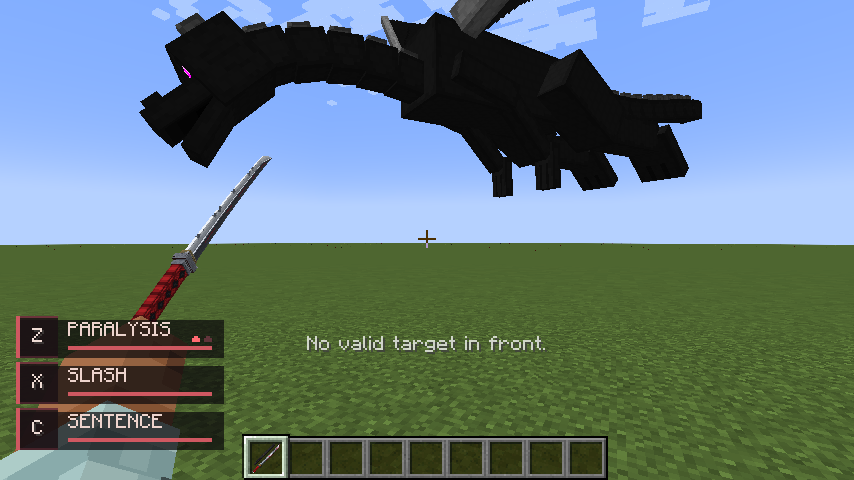 Z PARALYSIS
No valid target in front.
X SLASH
C SENTENCE